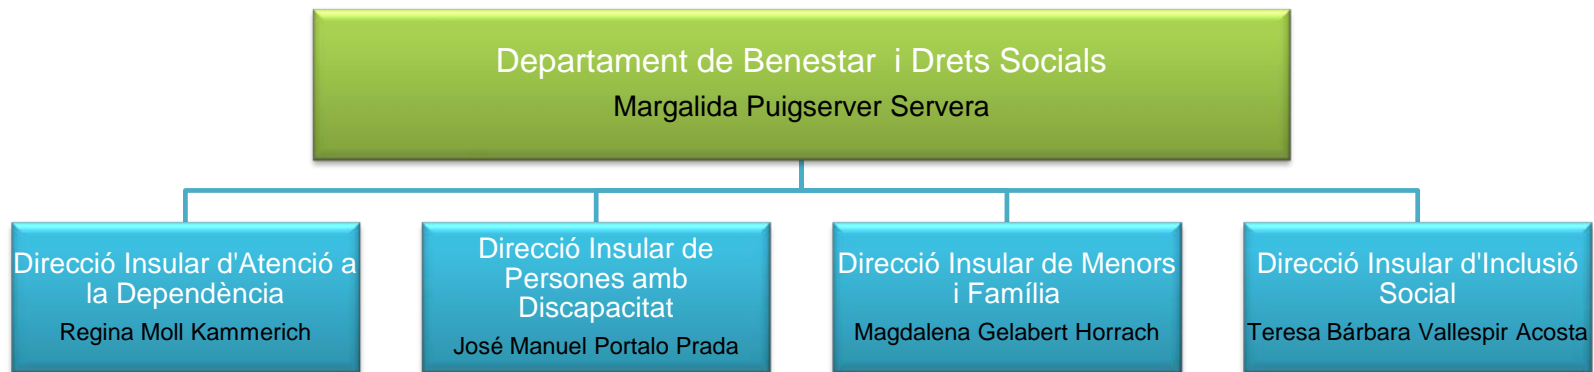 Departament de Benestar i Drets Socials
Margalida Puigserver Servera
Direcció Insular d'Atenció a
la Dependència
Regina Moll Kammerich
Direcció Insular de
Persones amb
Discapacitat
José Manuel Portalo Prada
Direcció Insular de Menors
i Família
Magdalena Gelabert Horrach
Direcció Insular d'Inclusió
Social
Teresa Bárbara Vallespir Acosta